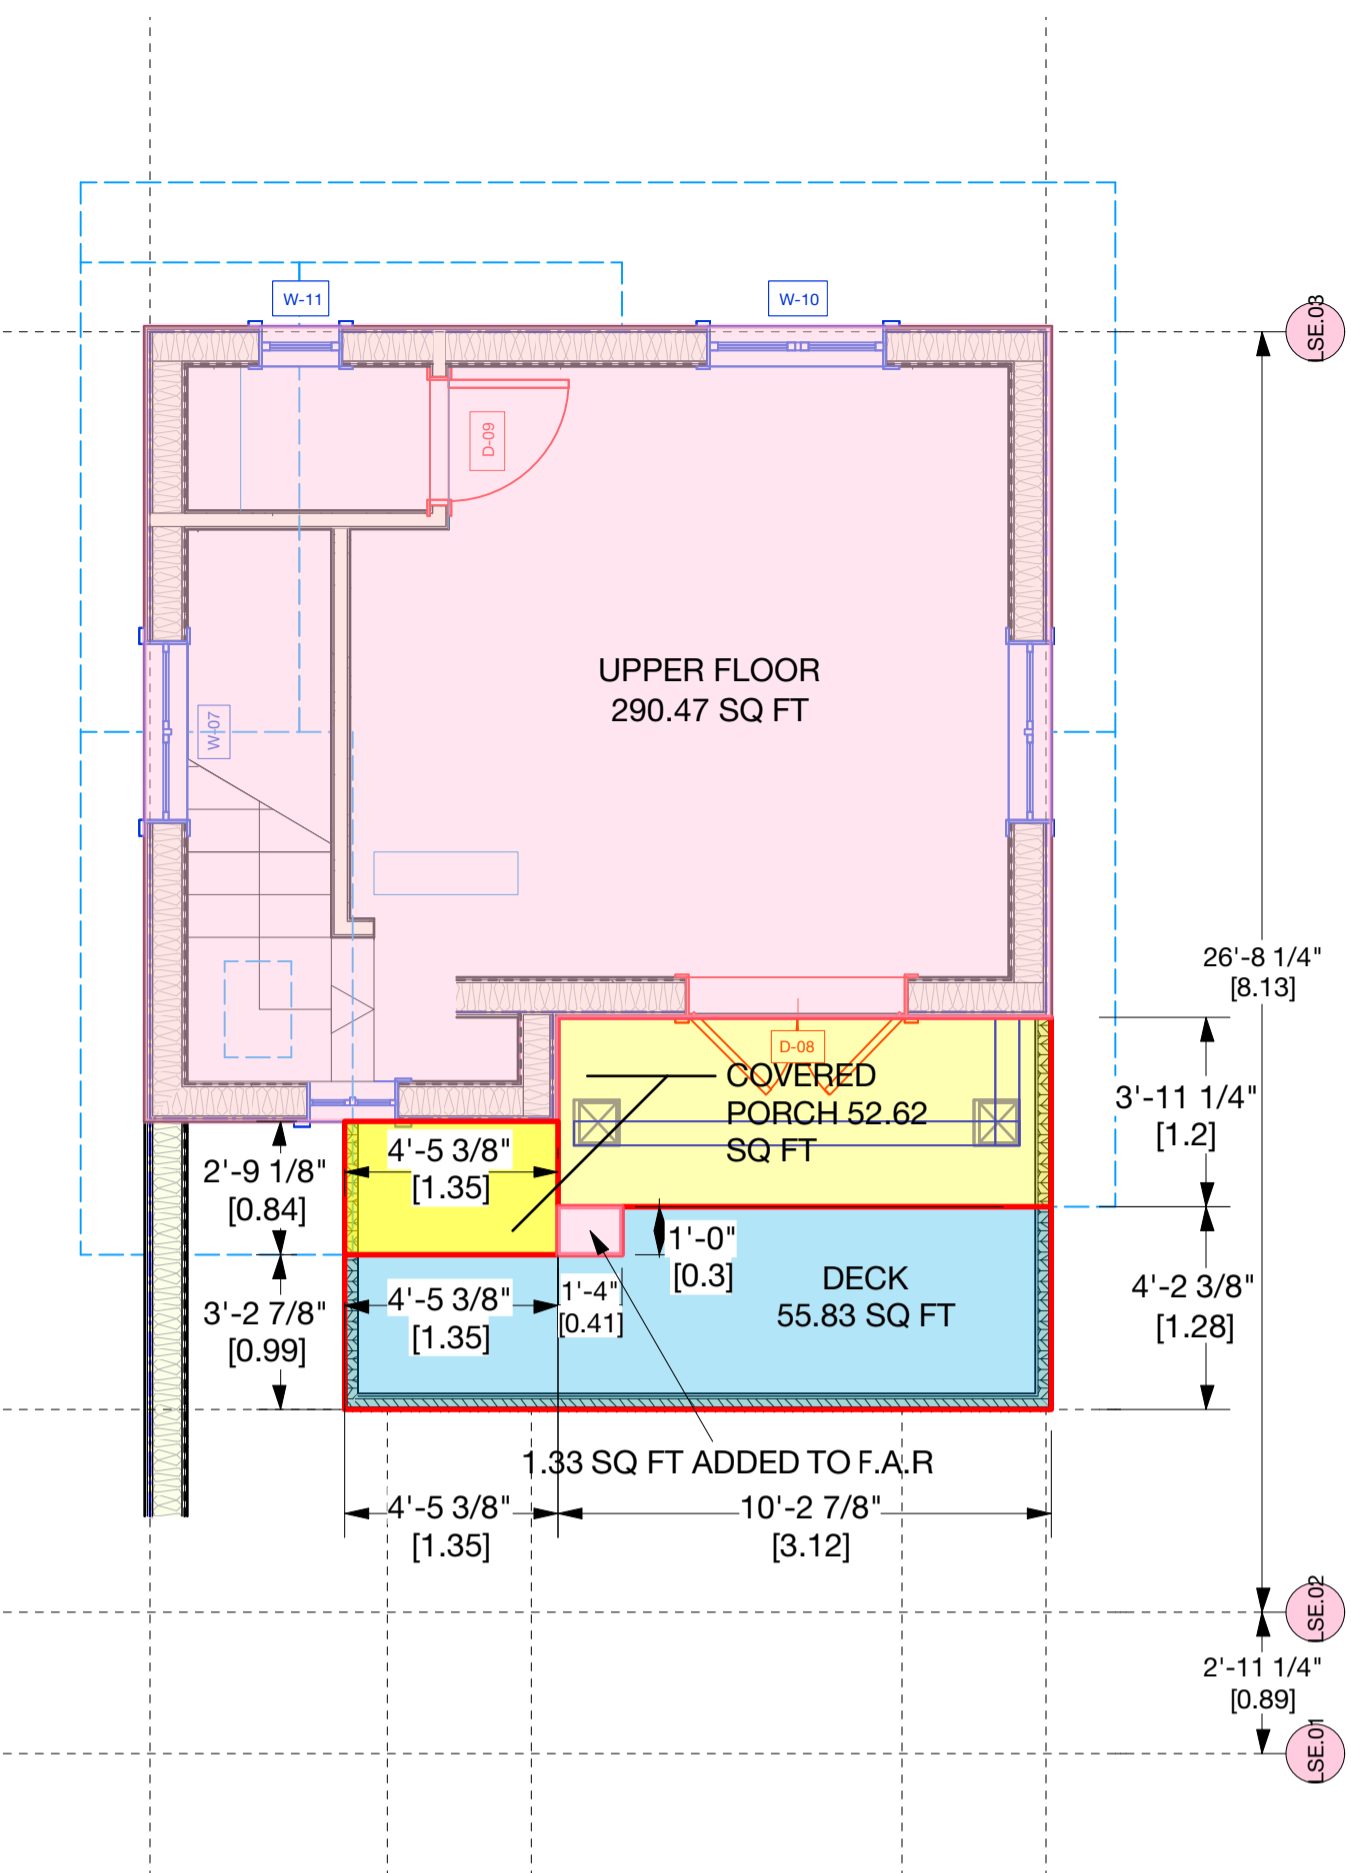 W-11
W-10
LSE.03
D-09
UPPER FLOOR
290.47 SQ FT
W-07
26'-8 1/4"
[8.13]
D-08
COVERED
PORCH 52.62
SQ FT
3'-11 1/4"
[1.2]
4'-5 3/8"
[1.35]
2'-9 1/8"
[0.84]
1'-0"
[0.3]
DECK
55.83 SQ FT
4'-2 3/8"
[1.28]
3'-2 7/8"
[0.99]
4'-5 3/8"
[1.35]
1'-4"
[0.41]
1.33 SQ FT ADDED TO F.A.R
4'-5 3/8"
[1.35]
10'-2 7/8"
[3.12]
LSE.02
2'-11 1/4"
[0.89]
LSE.01